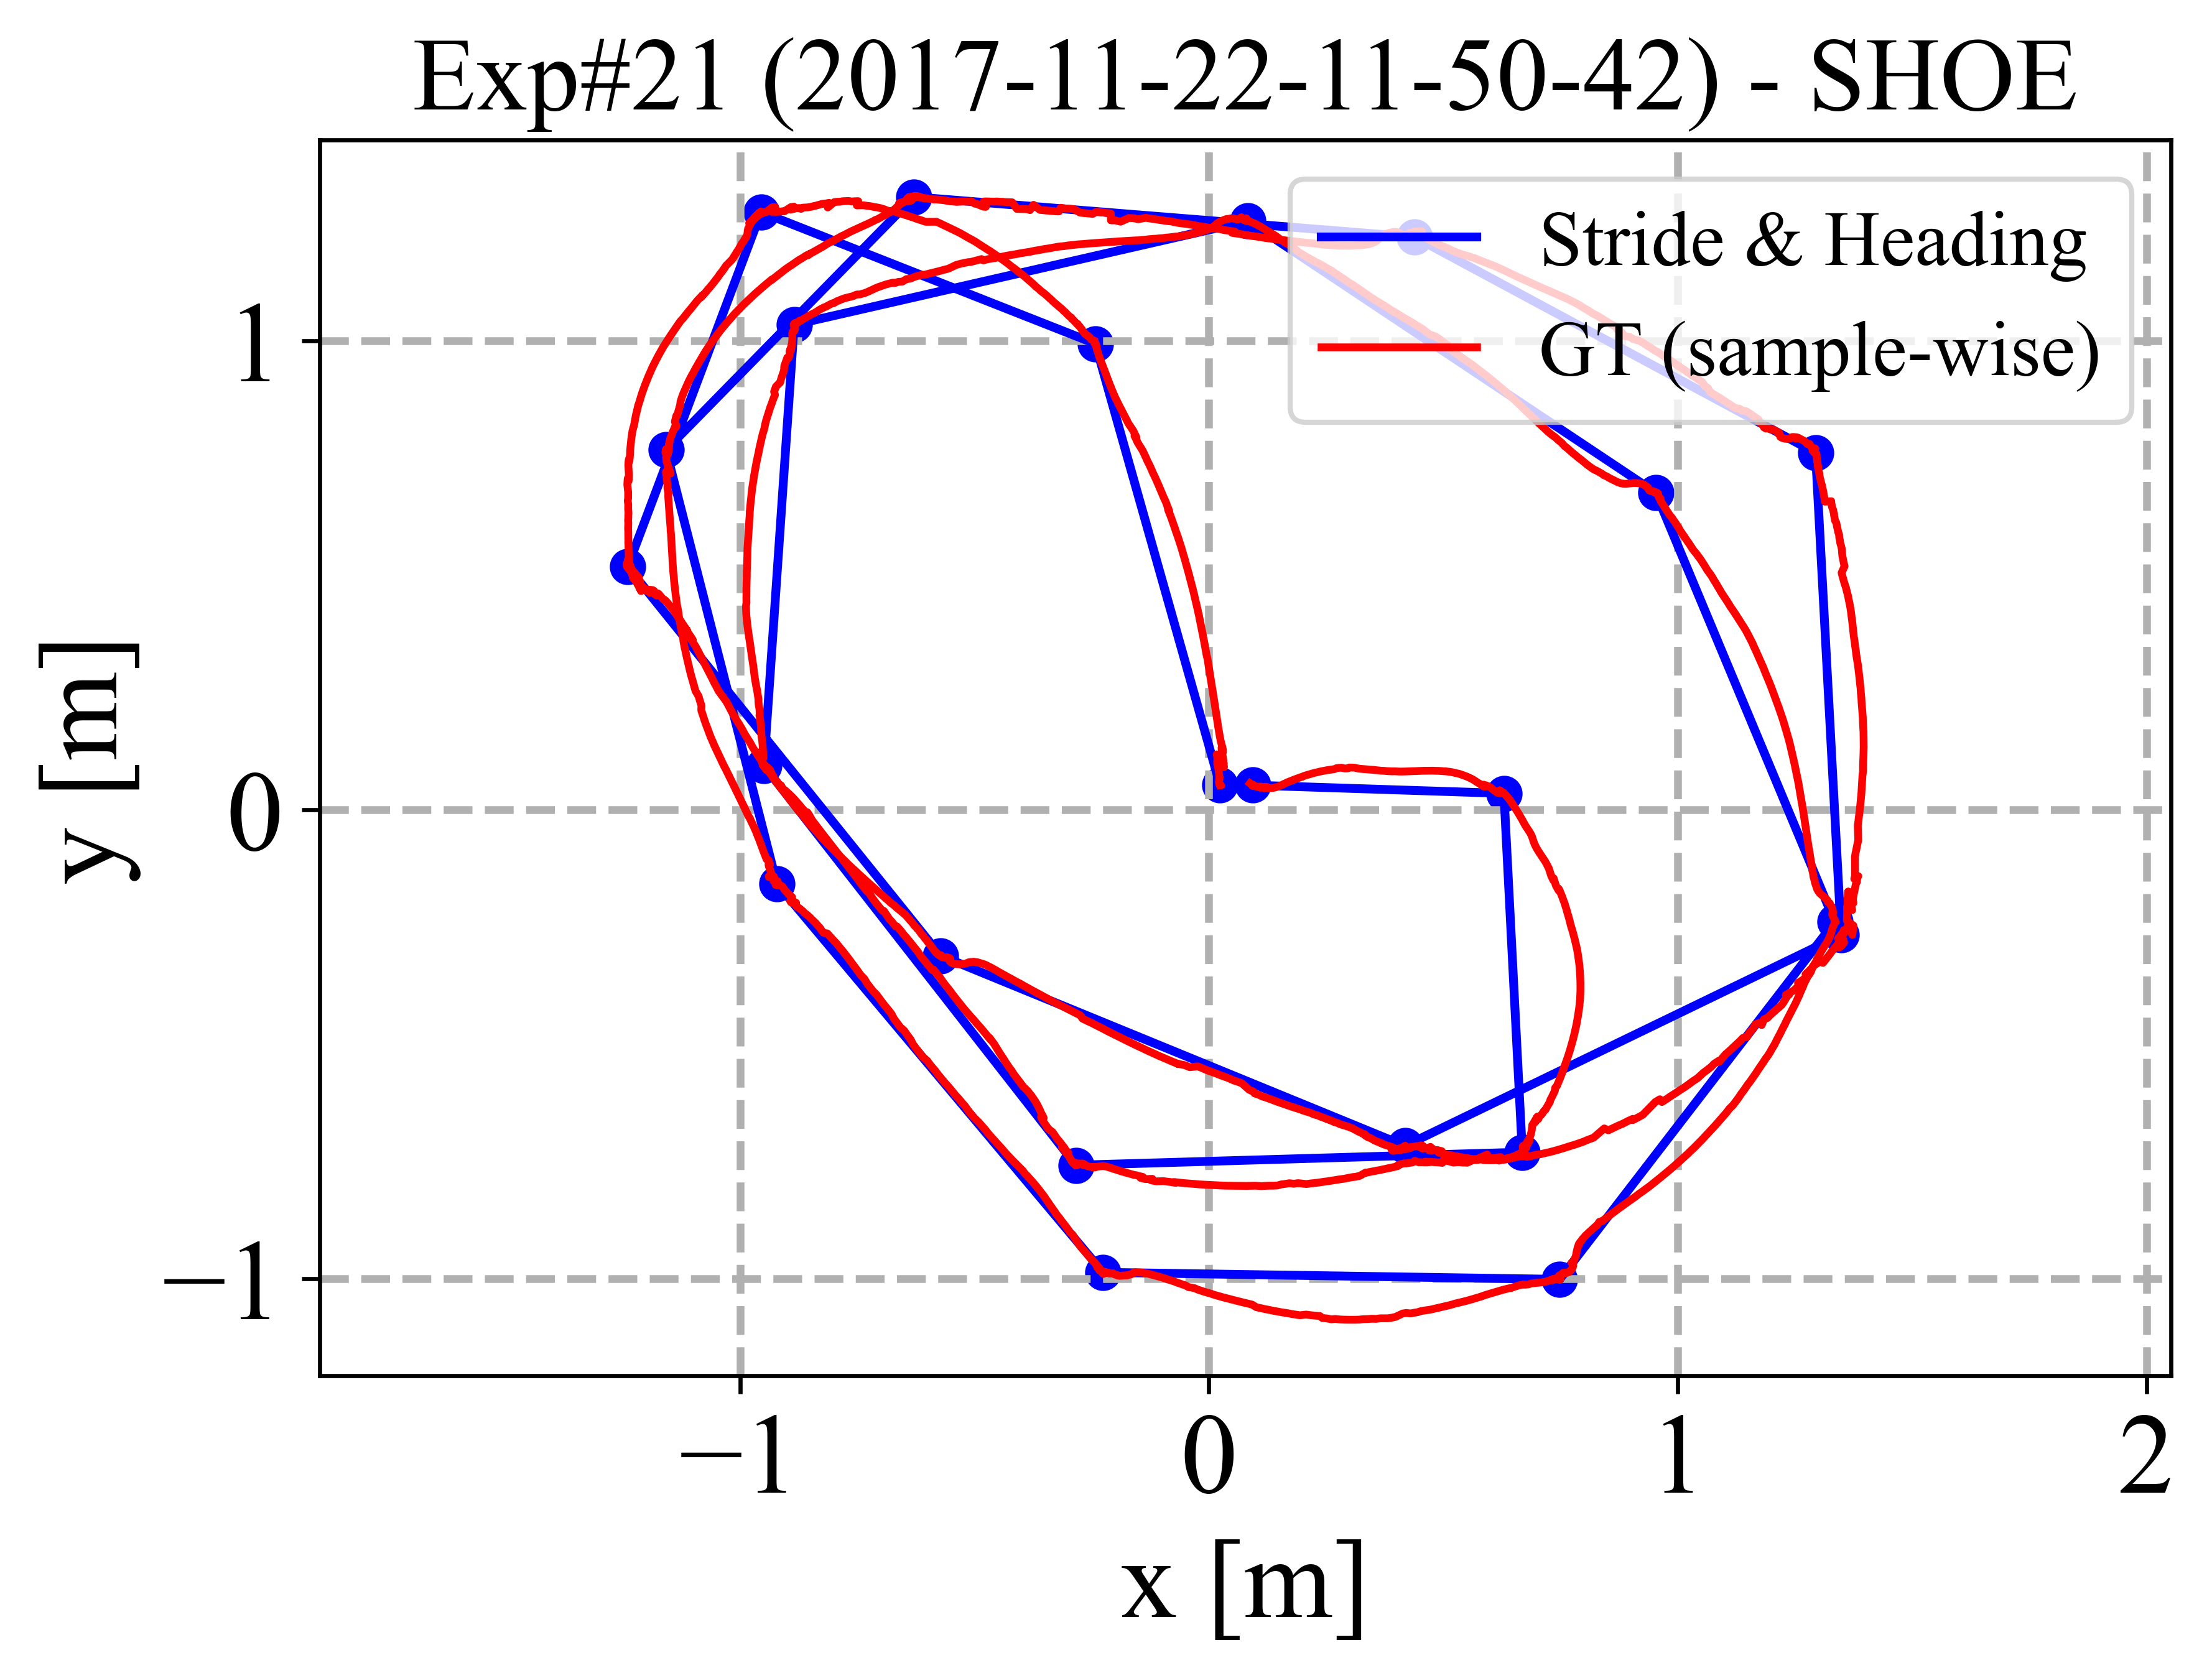 Exp#21 (2017-11-22-11-50-42) - SHOE
Stride & Heading
GT (sample-wise)
y [m]
1
0
−1
−1 0 1 2
x [m]